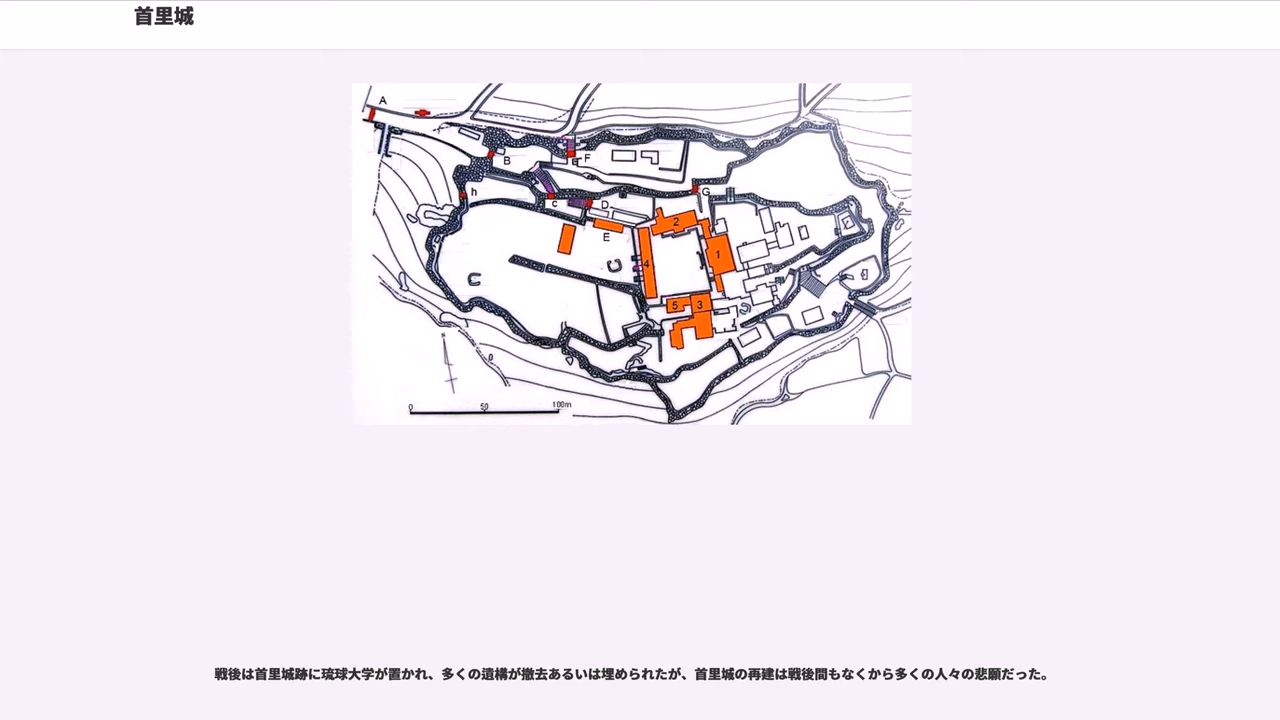 首里城
A
B
E
F
h
G
c
D
2
E
1
4
5
3
N
0
50
100m
戦後は首里城跡に琉球大学が置かれ、多くの遺構が撤去あるいは埋められたが、首里城の再建は戦後間もなくから多くの人々の悲願だった。